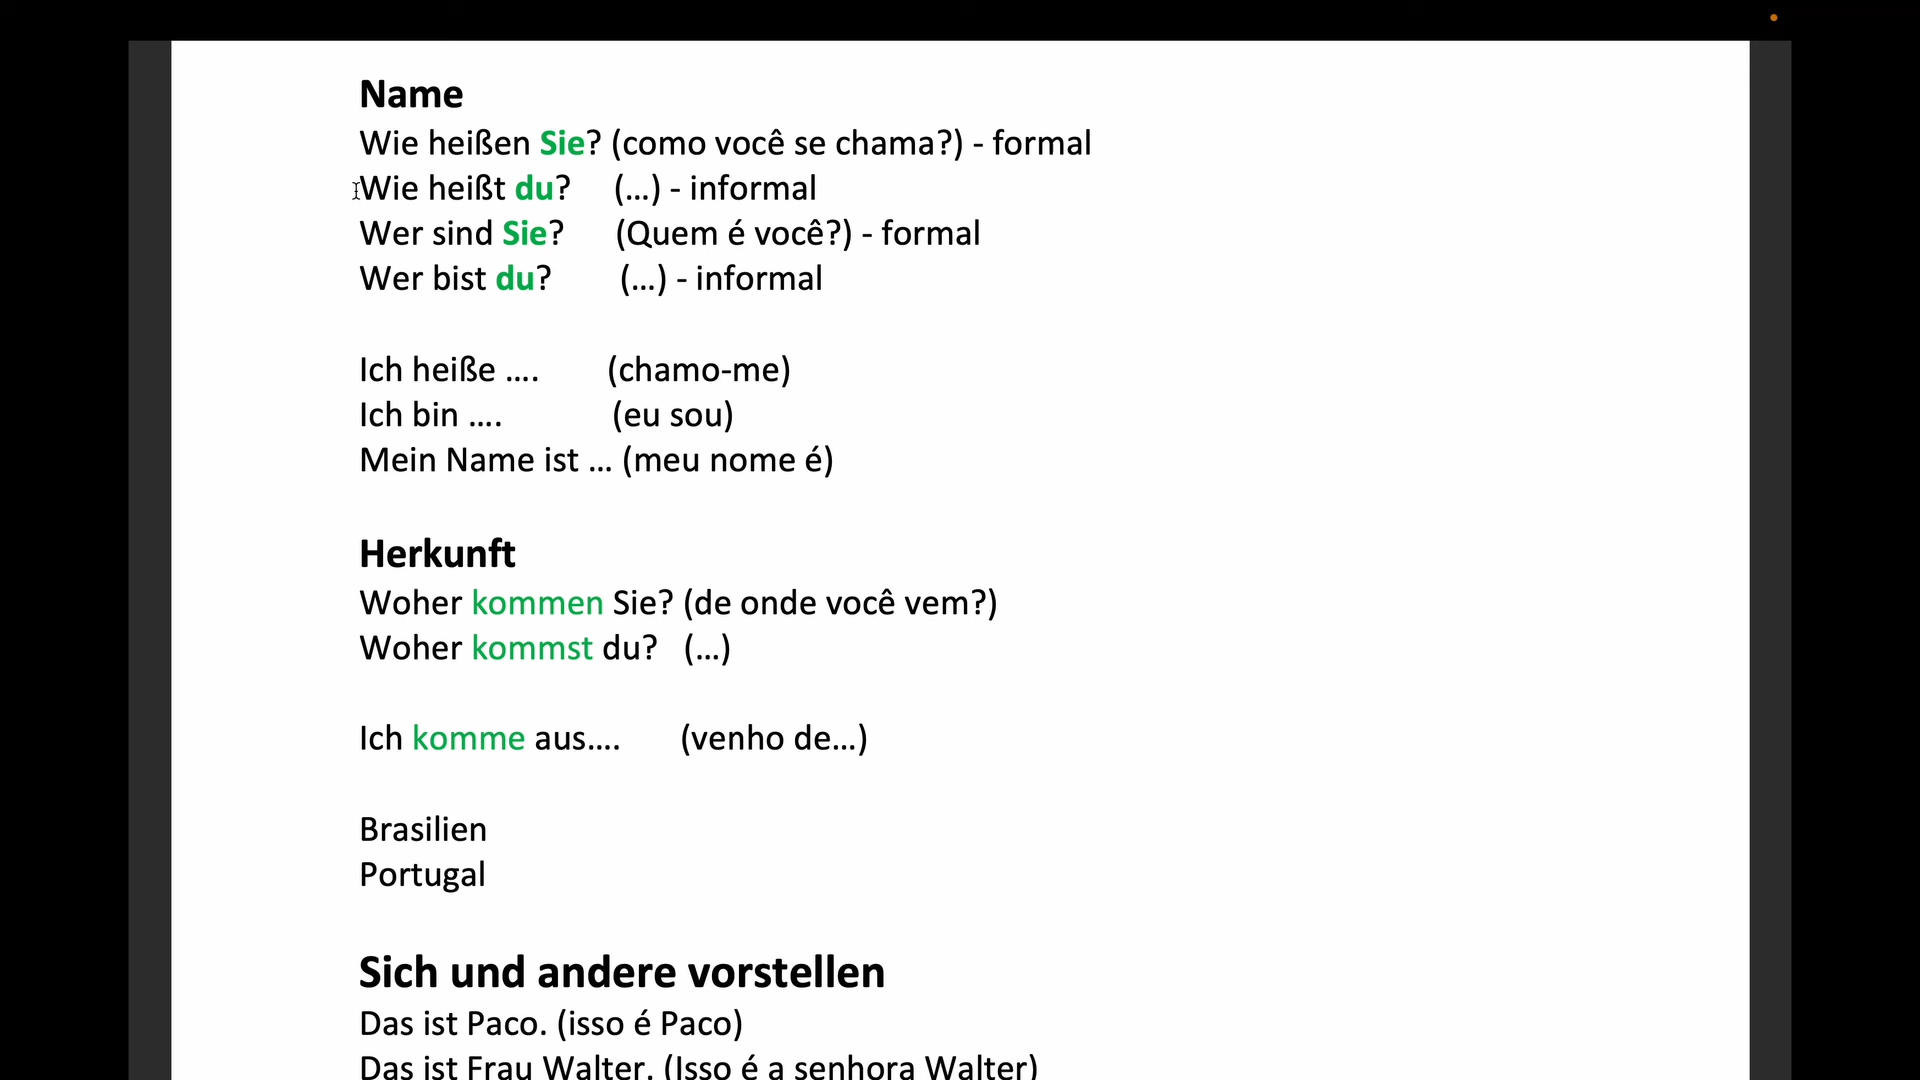 Name
Wie heißen Sie? (como você se chama?) - formal
Wie heißt du? (...) - informal
Wer sind Sie? (Quem é você?) - formal
Wer bist du? (...) - informal
Ich heiße .... (chamo-me)
Ich bin .... (eu sou)
Mein Name ist ... (meu nome é)
Herkunft
Woher kommen Sie? (de onde você vem?)
Woher kommst du? (...)
Ich komme aus.... (venho de...)
Brasilien
Portugal
Sich und andere vorstellen
Das ist Paco. (isso é Paco)
Das ist Frau Walter. (Isso é a senhora Walter)